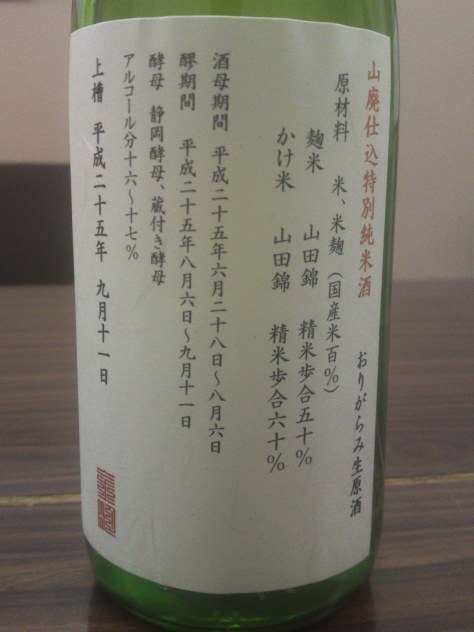 山廃仕込特別純米酒　おりがらみ生原酒
原材料　米、米麹（国産米百%）
麹米　山田錦　精米歩合五十%
かけ米　山田錦　精米歩合六十%
酒母期間　平成二十五年六月二十八日～八月六日
醪期間　平成二十五年八月六日～九月十一日
酵母　静岡酵母、蔵付き酵母
アルコール分十六～十七%
上槽　平成二十五年　九月十一日